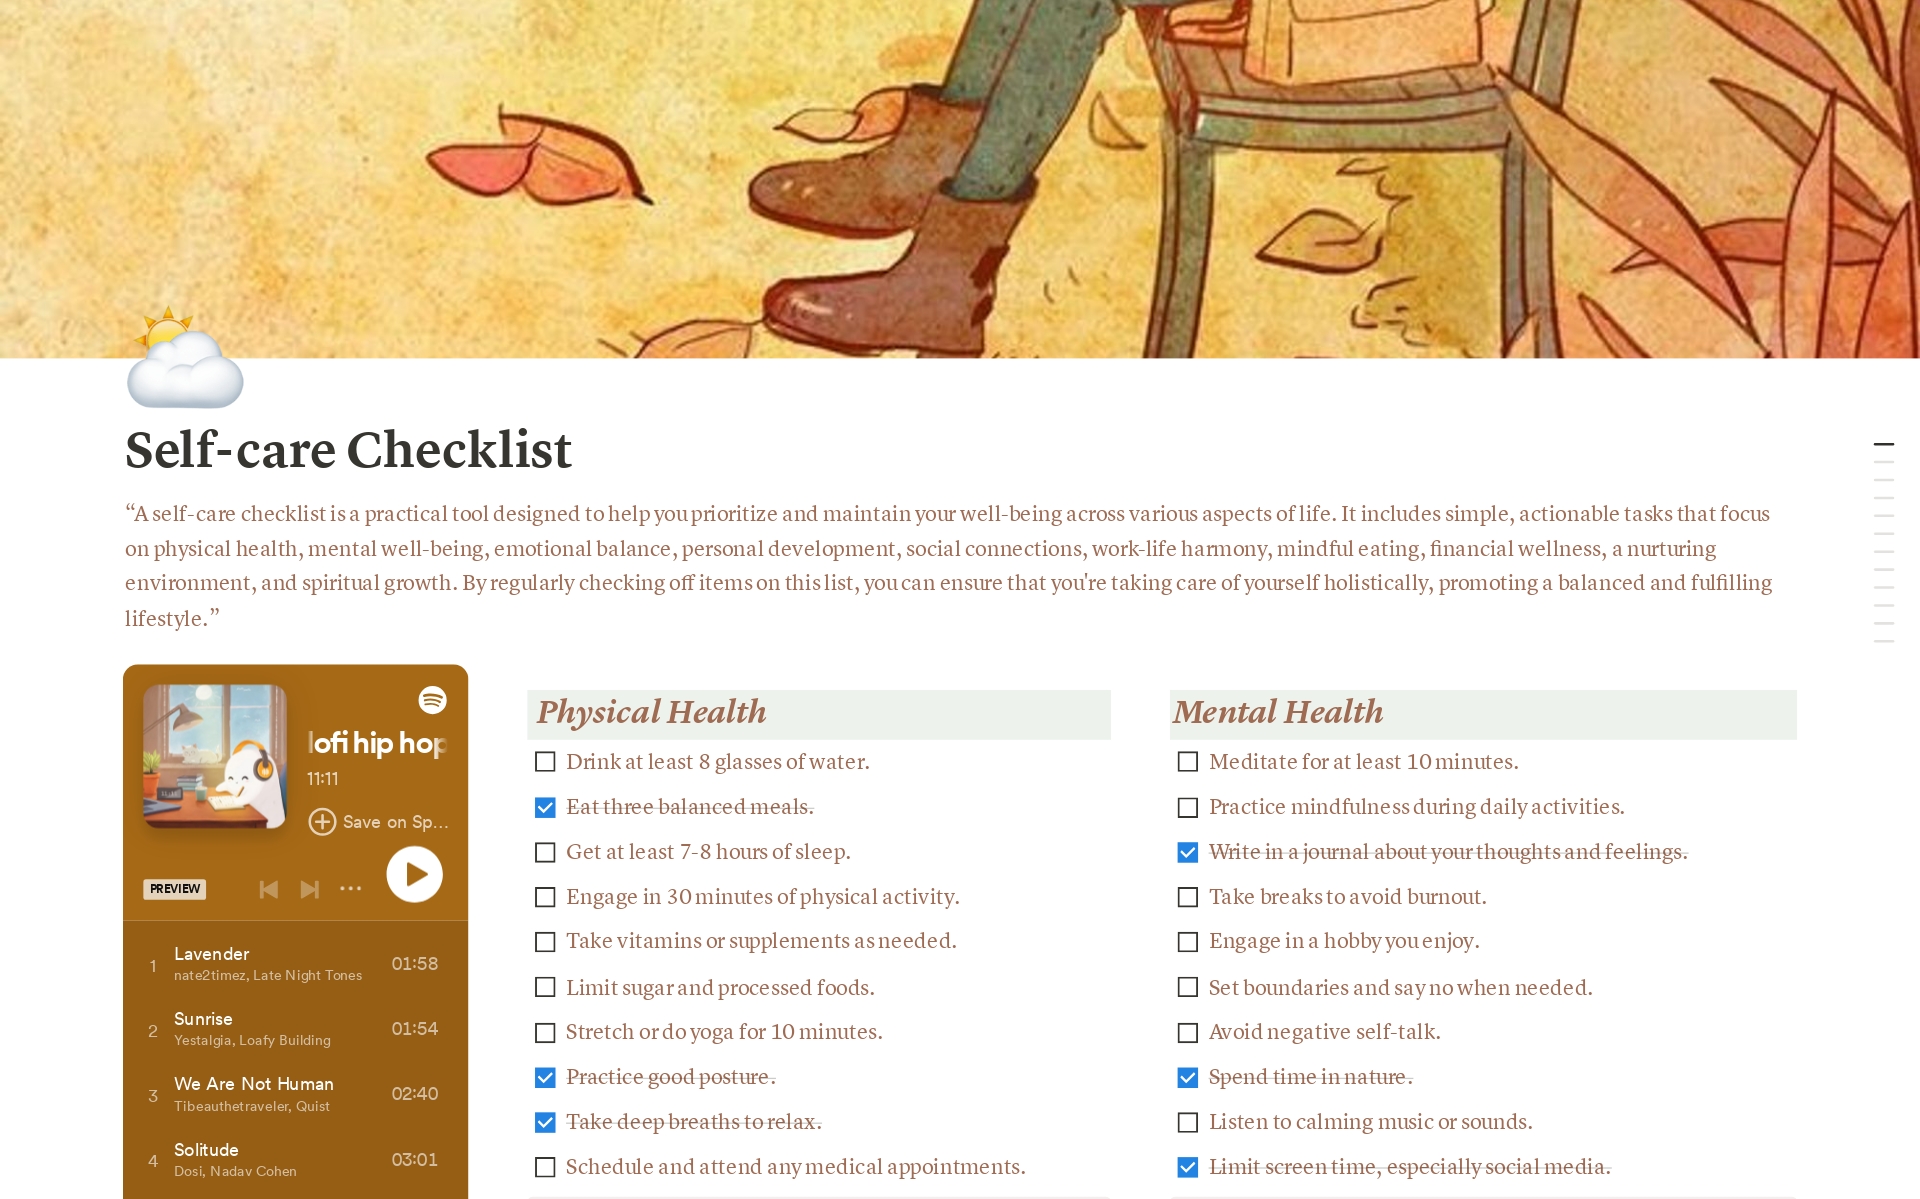 Self-care Checklist
“A self-care checklist is a practical tool designed to help you prioritize and maintain your well-being across various aspects of life. It includes simple, actionable tasks that focus
on physical health, mental well-being, emotional balance, personal development, social connections, work-life harmony, mindful eating, financial wellness, a nurturing
environment, and spiritual growth. By regularly checking off items on this list, you can ensure that you're taking care of yourself holistically, promoting a balanced and fulfilling
lifestyle.”
lofi hip hop
11:11
Save on Sp...
PREVIEW
1
Lavender
nate2timez, Late Night Tones
01:58
2
Sunrise
Yestalgia, Loafy Building
01:54
3
We Are Not Human
Tibeauthetraveler, Quist
02:40
4
Solitude
Dosi, Nadav Cohen
03:01
Physical Health
Drink at least 8 glasses of water.
Eat three balanced meals.
Get at least 7-8 hours of sleep.
Engage in 30 minutes of physical activity.
Take vitamins or supplements as needed.
Limit sugar and processed foods.
Stretch or do yoga for 10 minutes.
Practice good posture.
Take deep breaths to relax.
Schedule and attend any medical appointments.
Mental Health
Meditate for at least 10 minutes.
Practice mindfulness during daily activities.
Write in a journal about your thoughts and feelings.
Take breaks to avoid burnout.
Engage in a hobby you enjoy.
Set boundaries and say no when needed.
Avoid negative self-talk.
Spend time in nature.
Listen to calming music or sounds.
Limit screen time, especially social media.